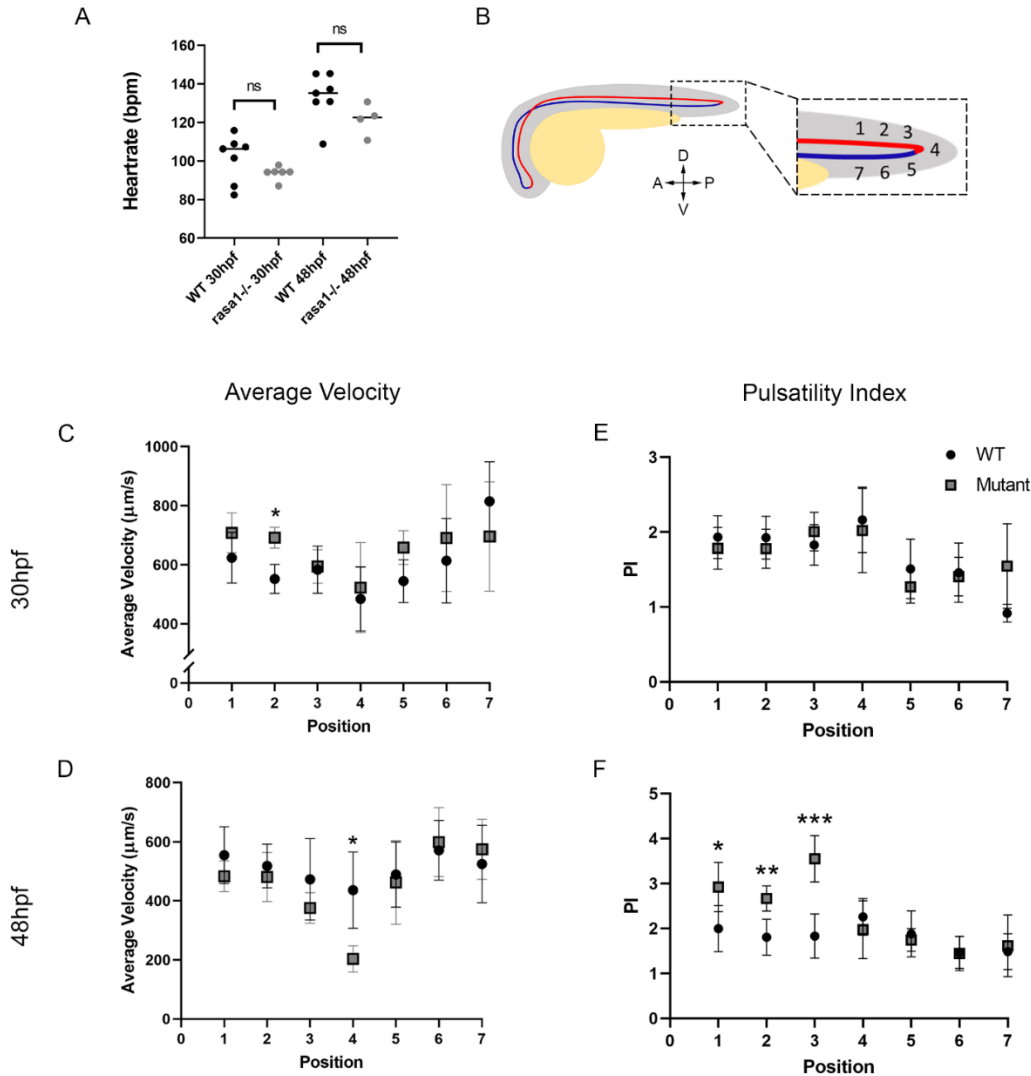 A
ns
ns
160
140
120
100
80
60
Heartrate (bpm)
WT 30hpf
rasa1-/- 30hpf
WT 48hpf
rasa1-/- 48hpf
B
D
A
P
V
1 2 3
4
7 6 5
Average Velocity
Pulsatility Index
30hpf
C
1000
800
600
400
0
Average Velocity (μm/s)
*
0 1 2 3 4 5 6 7
Position
E
3
2
1
0
PI
WT
Mutant
0 1 2 3 4 5 6 7
Position
48hpf
D
800
600
400
200
0
Average Velocity (μm/s)
*
0 1 2 3 4 5 6 7
Position
F
5
4
3
2
1
0
PI
*
**
***
0 1 2 3 4 5 6 7
Position